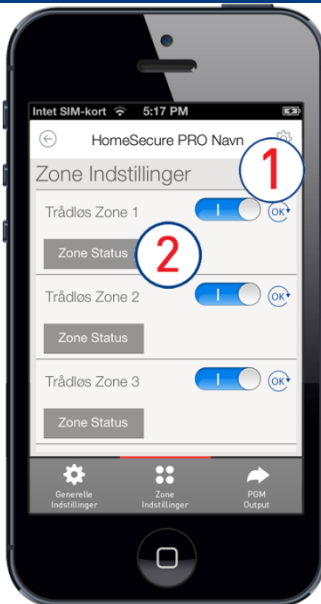 Intet SIM-kort 5:17 PM
HomeSecure PRO Navn
1
Zone Indstillinger
Trådløs Zone 1 I OK
Zone Status
2
Trådløs Zone 2 I OK
Zone Status
Trådløs Zone 3 I OK
Zone Status
Generelle Indstillinger
Zone Indstillinger
PGM Output